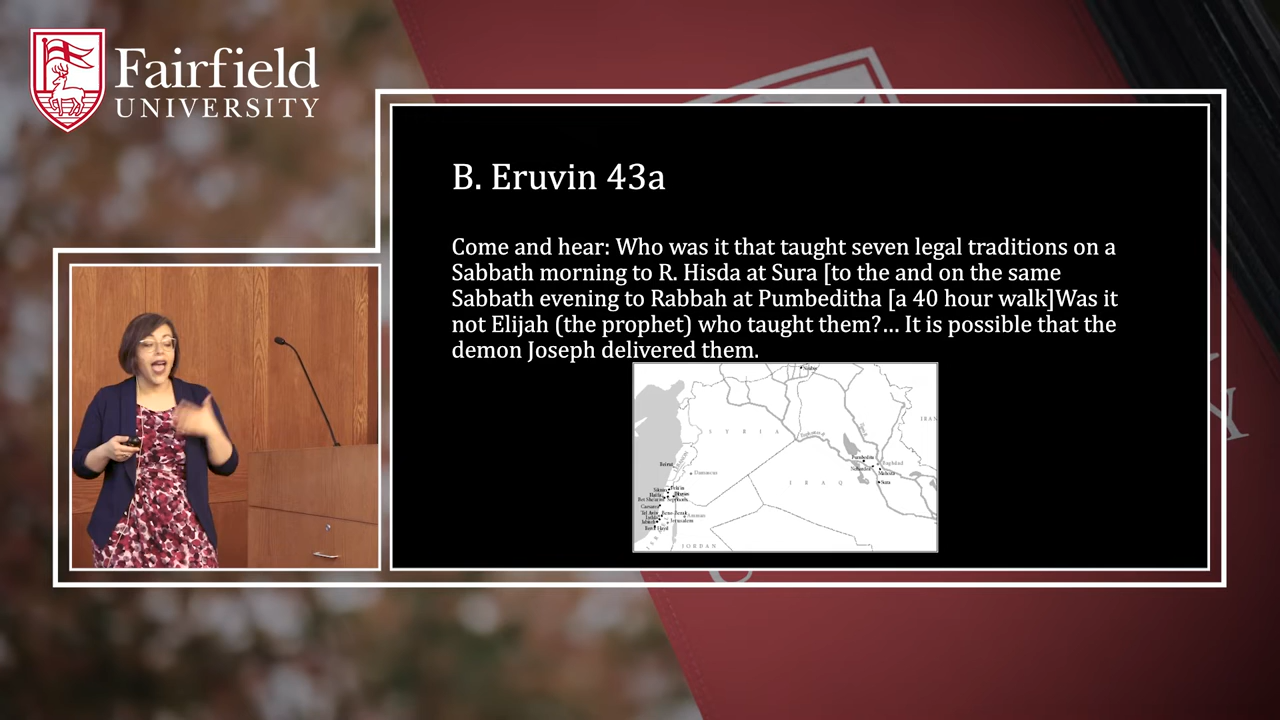 Fairfield
UNIVERSITY
B. Eruvin 43a
Come and hear: Who was it that taught seven legal traditions on a
Sabbath morning to R. Hisda at Sura [to the and on the same
Sabbath evening to Rabbah at Pumbeditha [a 40 hour walk]Was it
not Elijah (the prophet) who taught them?… It is possible that the
demon Joseph delivered them.
SYRIA
IRAN
Beirut
Damascus
Baghdad
IRAQ
Sura
Amman
Jerusalem
JORDAN
Y